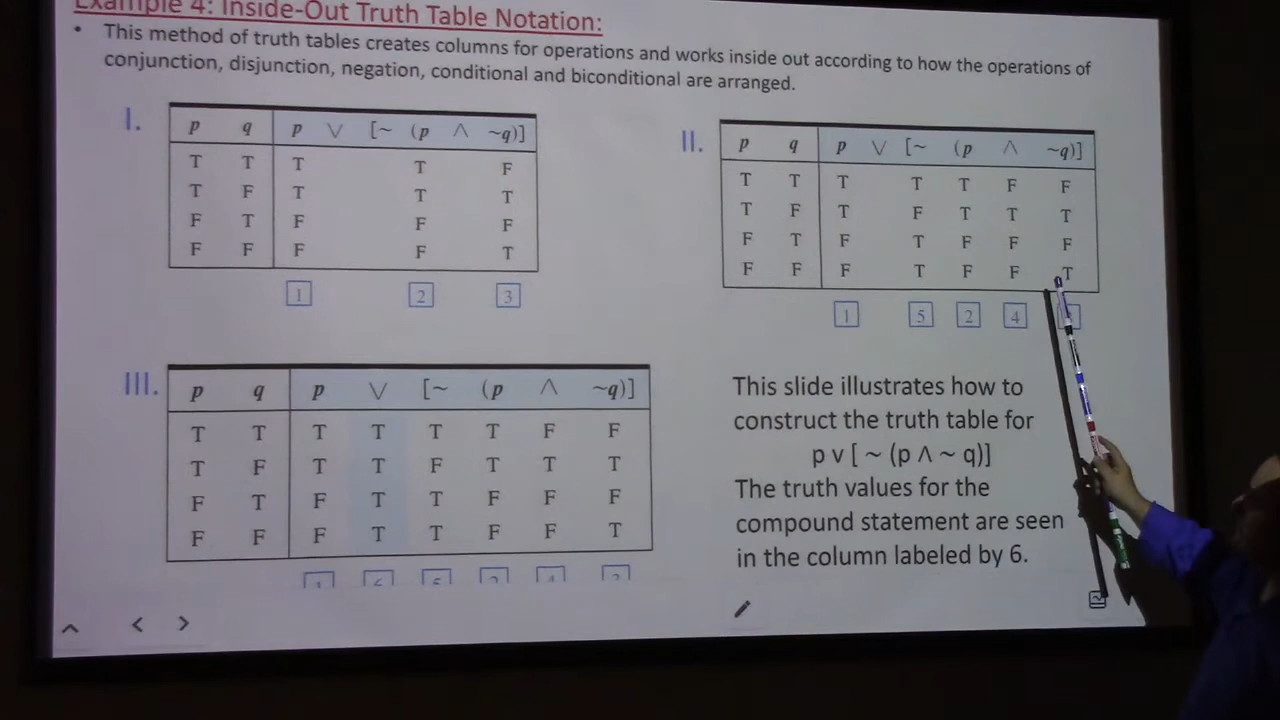 Example 4: Inside-Out Truth Table Notation:
• This method of truth tables creates columns for operations and works inside out according to how the operations of
conjunction, disjunction, negation, conditional and biconditional are arranged.
I.
p q p ∨ [~ (p ∧ ~q)]
T T T T F
T F T T T
F T F F F
F F F F T
1 2 3
II.
p q p ∨ [~ (p ∧ ~q)]
T T T T T F F
T F T F T T T
F T F T F F F
F F F T F F T
1 5 2 4
III.
p q p ∨ [~ (p ∧ ~q)]
T T T T T T F F
T F T T F T T T
F T F T T F F F
F F F T T F F T
This slide illustrates how to
construct the truth table for
p v [ ~ (p ∧ ~ q)]
The truth values for the
compound statement are seen
in the column labeled by 6.